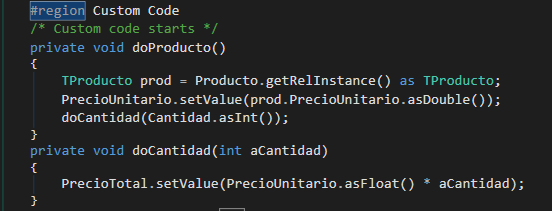 #region Custom Code
/* Custom code starts */
private void doProducto()
{
TProducto prod = Producto.getRelInstance() as TProducto;
PrecioUnitario.setValue(prod.PrecioUnitario.asDouble());
doCantidad(Cantidad.asInt());
}
private void doCantidad(int aCantidad)
{
PrecioTotal.setValue(PrecioUnitario.asFloat() * aCantidad);
}